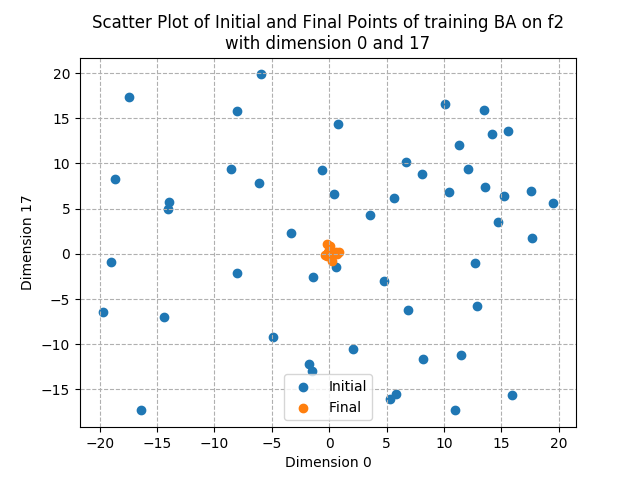 Scatter Plot of Initial and Final Points of training BA on f2
with dimension 0 and 17
20
15
10
5
0
−5
−10
−15
Dimension 17
Initial
Final
−20 −15 −10 −5 0 5 10 15 20
Dimension 0